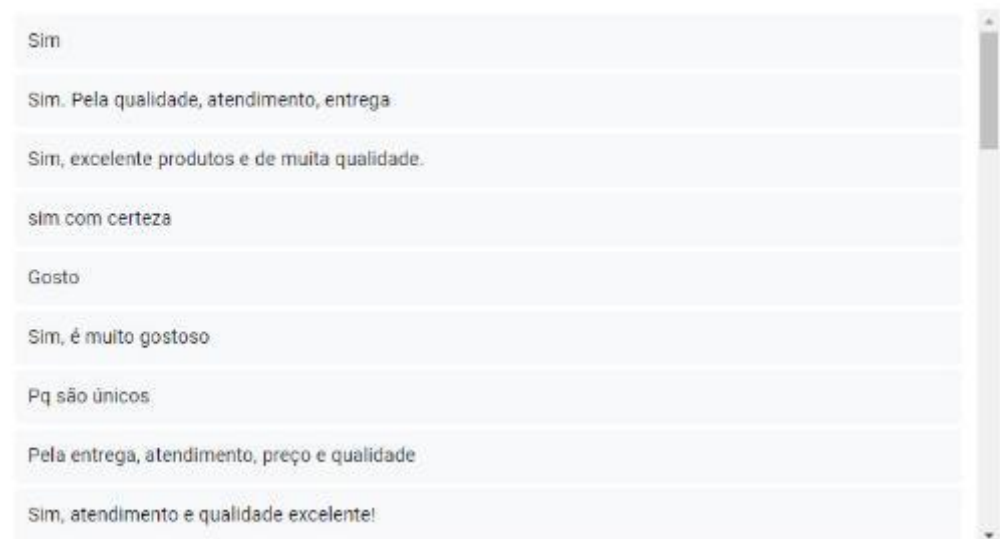 Sim
Sim. Pela qualidade, atendimento, entrega
Sim, excelente produtos e de muita qualidade.
sim com certeza
Gosto
Sim, é muito gostoso
Pq são únicos
Pela entrega, atendimento, preço e qualidade
Sim, atendimento e qualidade excelente!